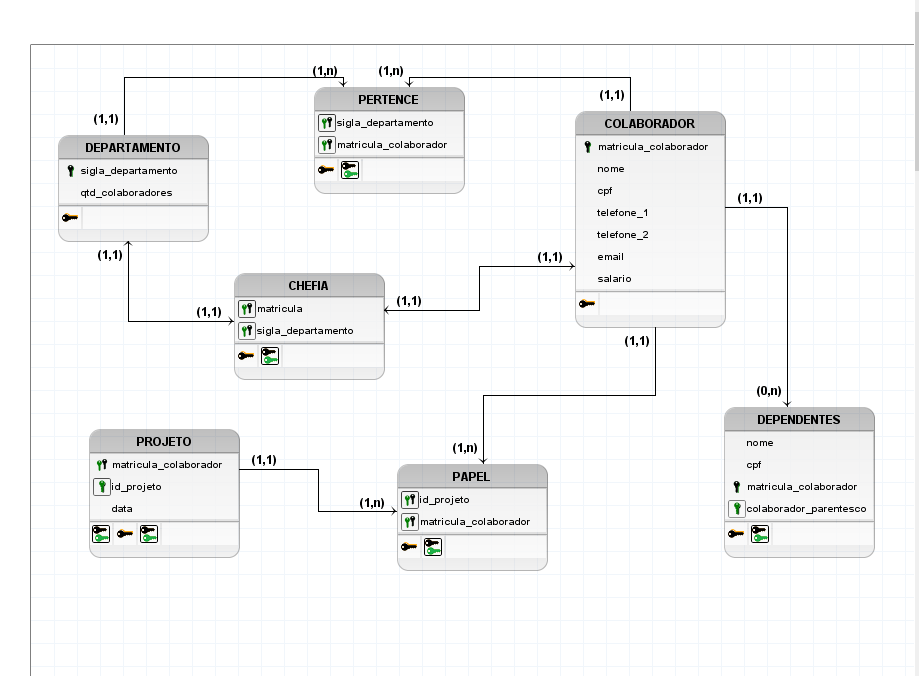 (1,n)
(1,n)
(1,1)
(1,1)
PERTENCE
sigla_departamento
matricula_colaborador
DEPARTAMENTO
sigla_departamento
qtd_colaboradores
COLABORADOR
matricula_colaborador
nome
cpf
telefone_1
telefone_2
email
salario
(1,1)
(1,1)
(1,1)
(1,1)
(1,1)
CHEFIA
matricula
sigla_departamento
(1,1)
(0,n)
PROJETO
matricula_colaborador
id_projeto
data
(1,1)
(1,n)
(1,n)
PAPEL
id_projeto
matricula_colaborador
DEPENDENTES
nome
cpf
matricula_colaborador
colaborador_parentesco